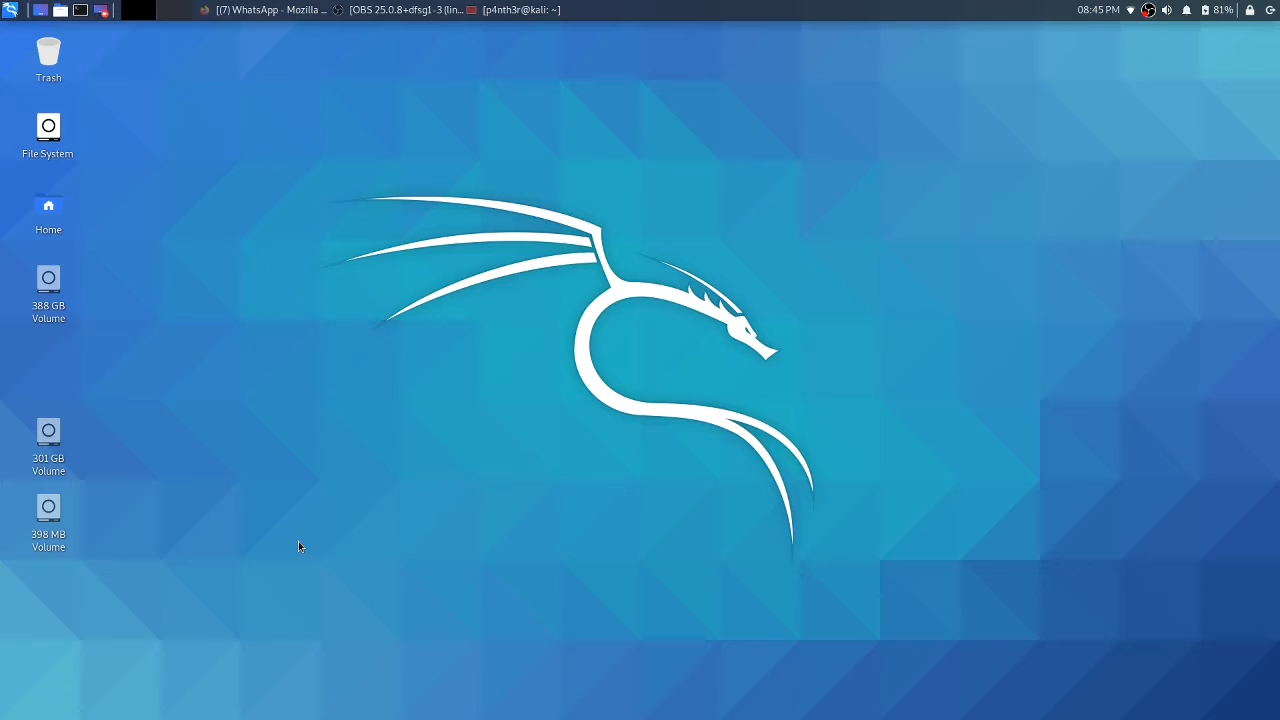 [(7) WhatsApp - Mozilla ...
[OBS 25.0.8+dfsg1-3 (lin...
[p4nth3r@kali: ~]
08:45 PM
81%
Trash
File System
Home
388 GB
Volume
301 GB
Volume
398 MB
Volume